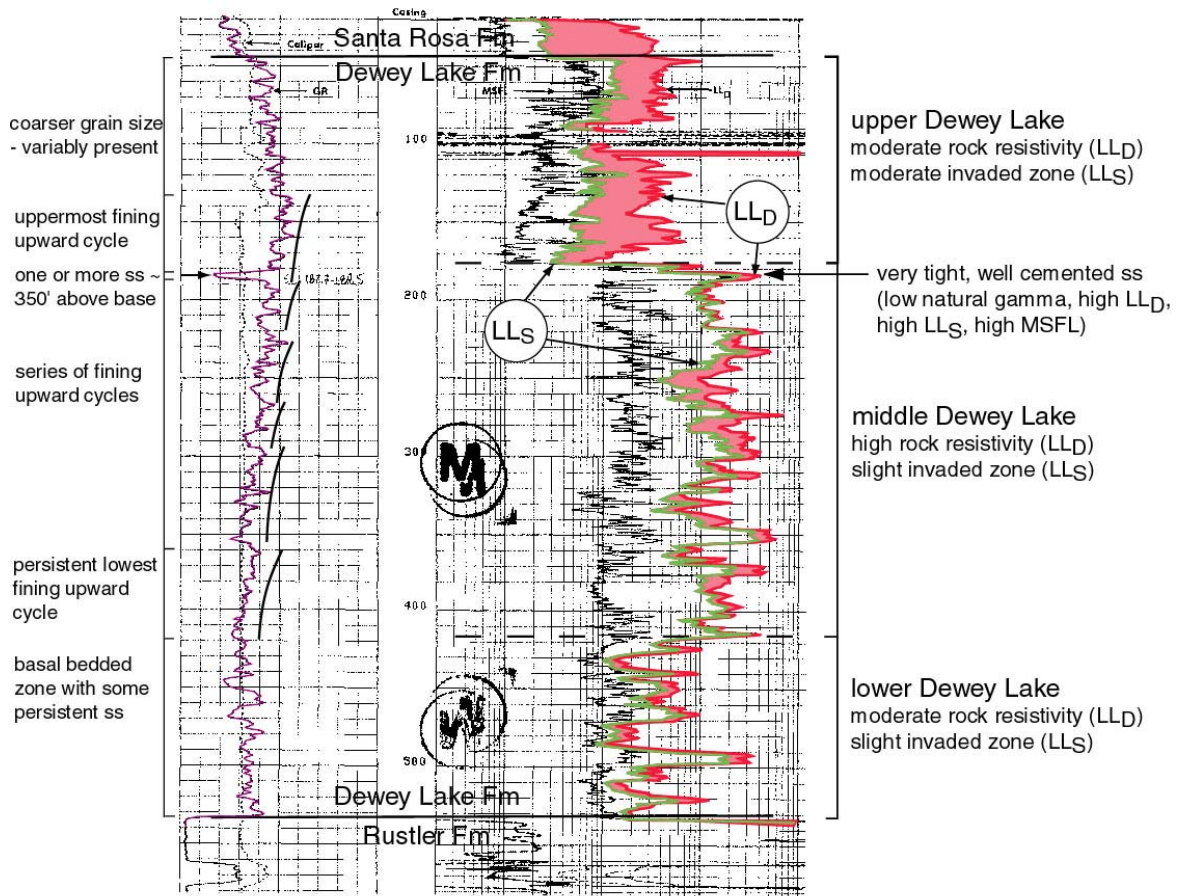 Casing
Santa Rosa Fm
Caliper
Dewey Lake Fm
GR
MSFL
LLD
coarser grain size
- variably present
100
upper Dewey Lake
moderate rock resistivity (LLD)
moderate invaded zone (LLS)
uppermost fining
upward cycle
LLD
one or more ss ~
350' above base
very tight, well cemented ss
(low natural gamma, high LLD,
high LLS, high MSFL)
200
LLS
series of fining
upward cycles
middle Dewey Lake
high rock resistivity (LLD)
slight invaded zone (LLS)
300
M
persistent lowest
fining upward
cycle
400
basal bedded
zone with some
persistent ss
lower Dewey Lake
moderate rock resistivity (LLD)
slight invaded zone (LLS)
500
Dewey Lake Fm
Rustler Fm